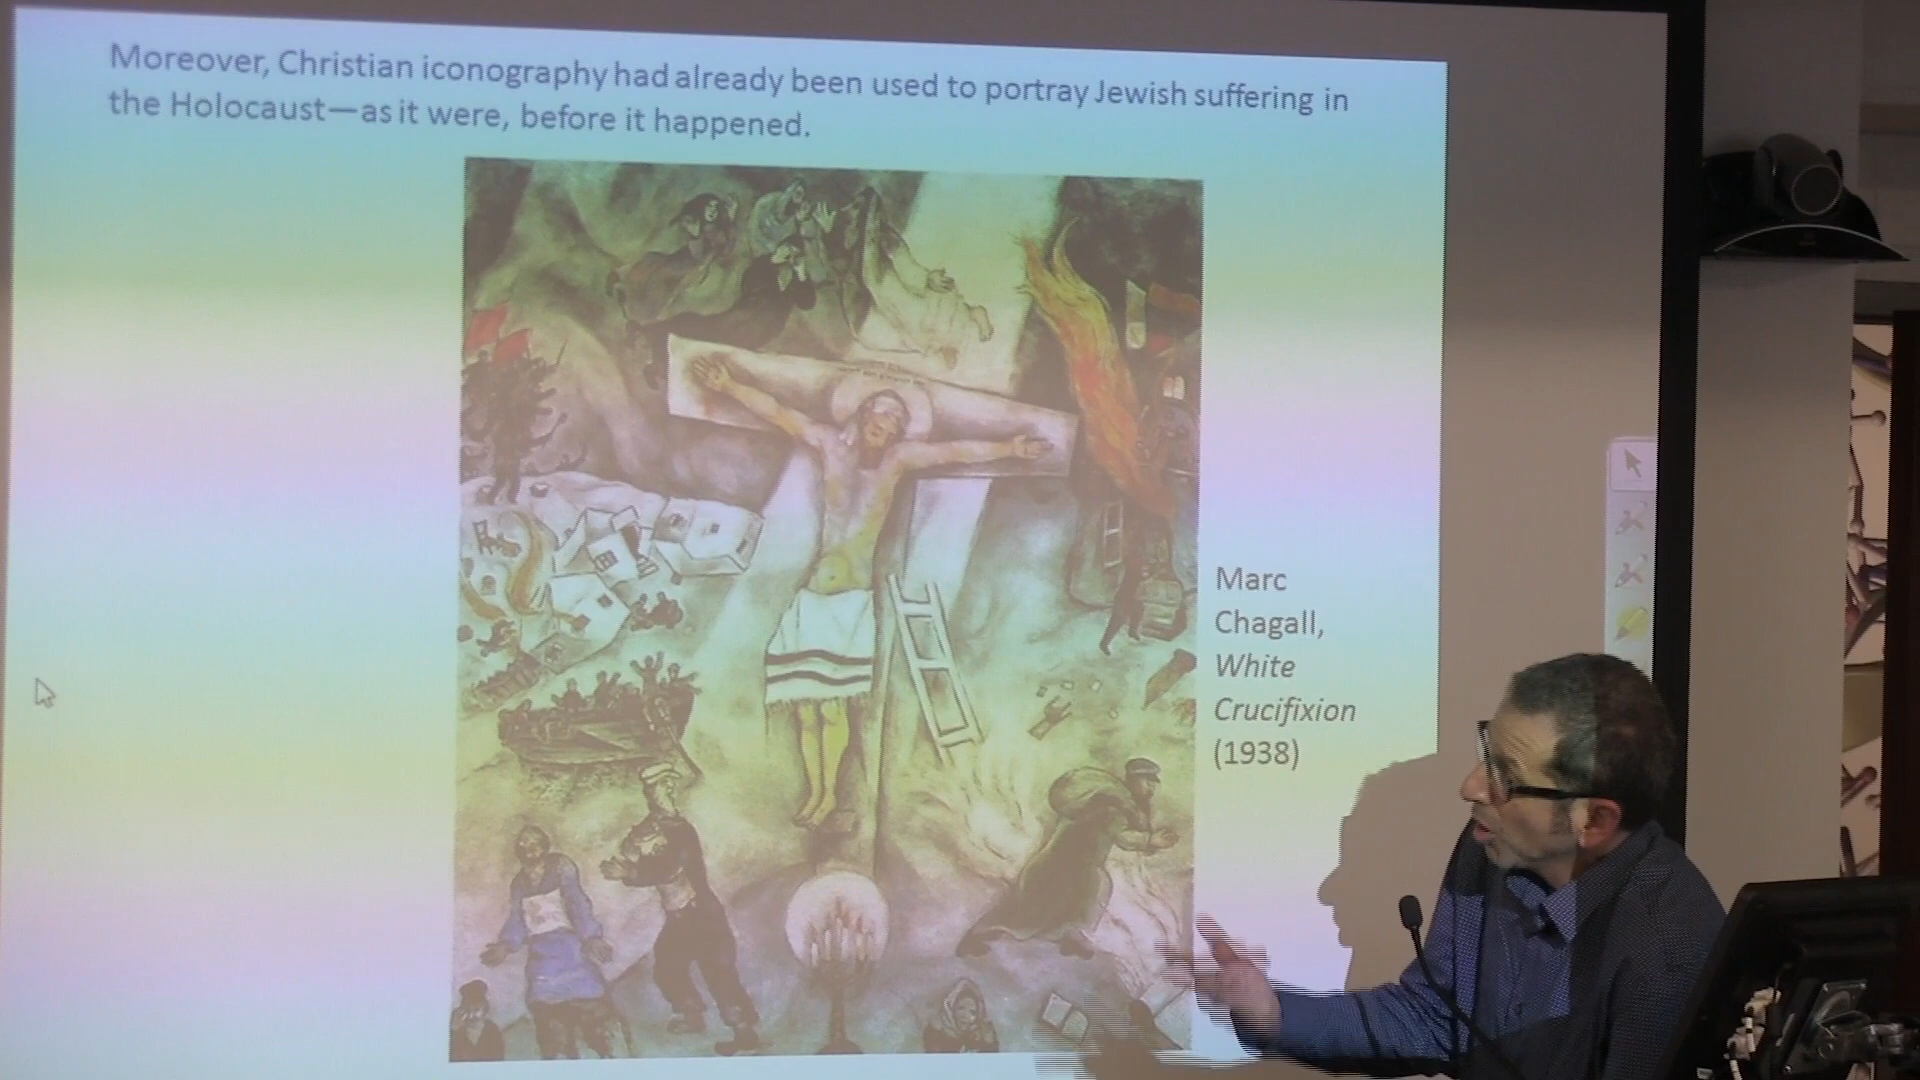 Moreover, Christian iconography had already been used to portray Jewish suffering in
the Holocaust—as it were, before it happened.
Marc
Chagall,
White
Crucifixion
(1938)